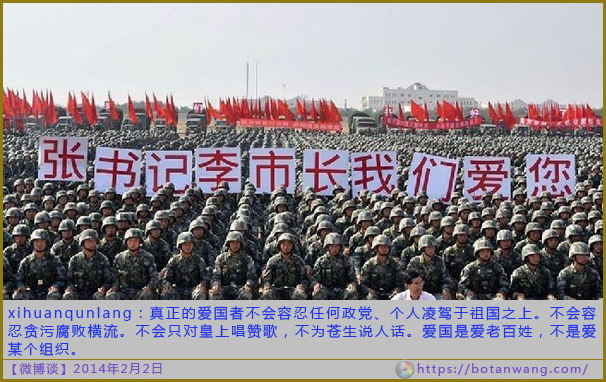 张书记李市长我们爱您
xihuanqunlang：真正的爱国者不会容忍任何政党、个人凌驾于祖国之上。不会容
忍贪污腐败横流。不会只对皇上唱赞歌，不为苍生说人话。爱国是爱老百姓，不是爱
某个组织。
【微博谈】2014年2月2日
https://botanwang.com/